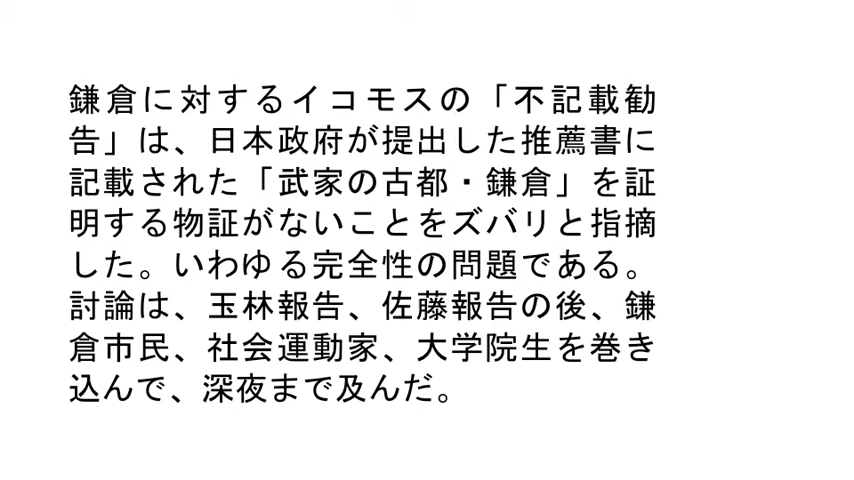 鎌倉に対するイコモスの「不記載勧
告」は、日本政府が提出した推薦書に
記載された「武家の古都・鎌倉」を証
明する物証がないことをズバリと指摘
した。いわゆる完全性の問題である。
討論は、玉林報告、佐藤報告の後、鎌
倉市民、社会運動家、大学院生を巻き
込んで、深夜まで及んだ。